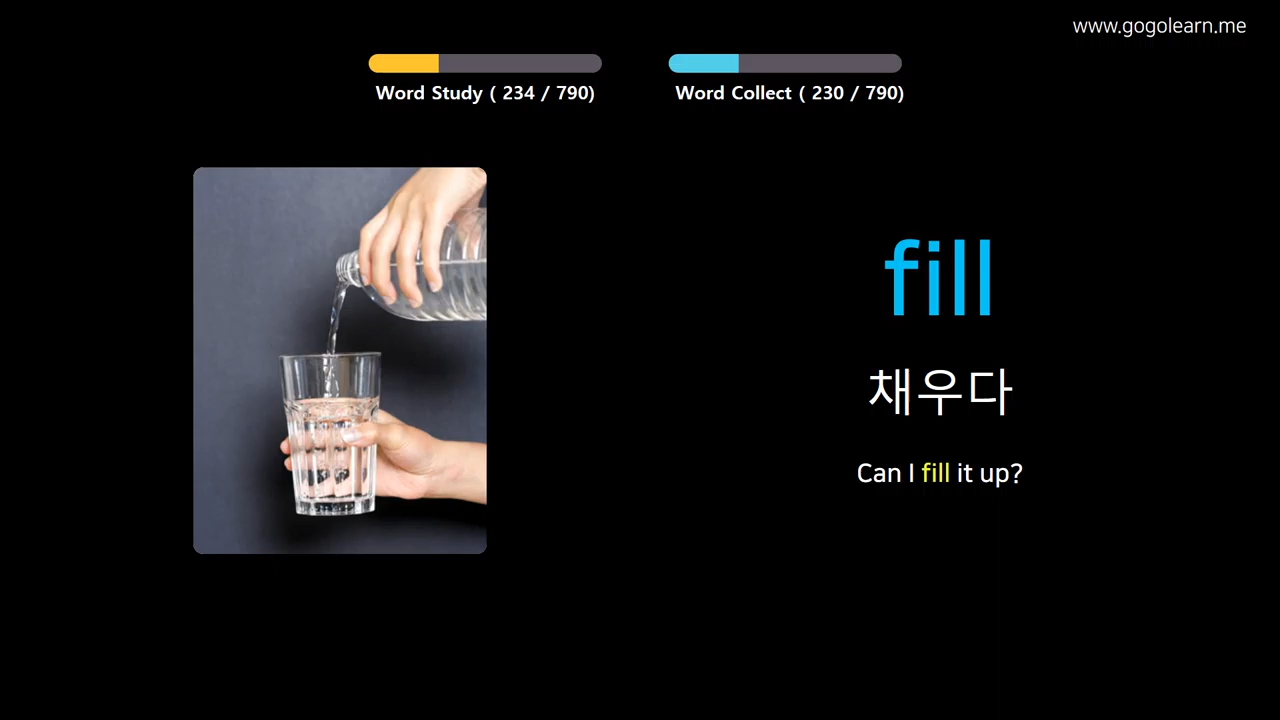 www.gogolearn.me
Word Study ( 234 / 790)
Word Collect ( 230 / 790)
fill
채우다
Can I fill it up?